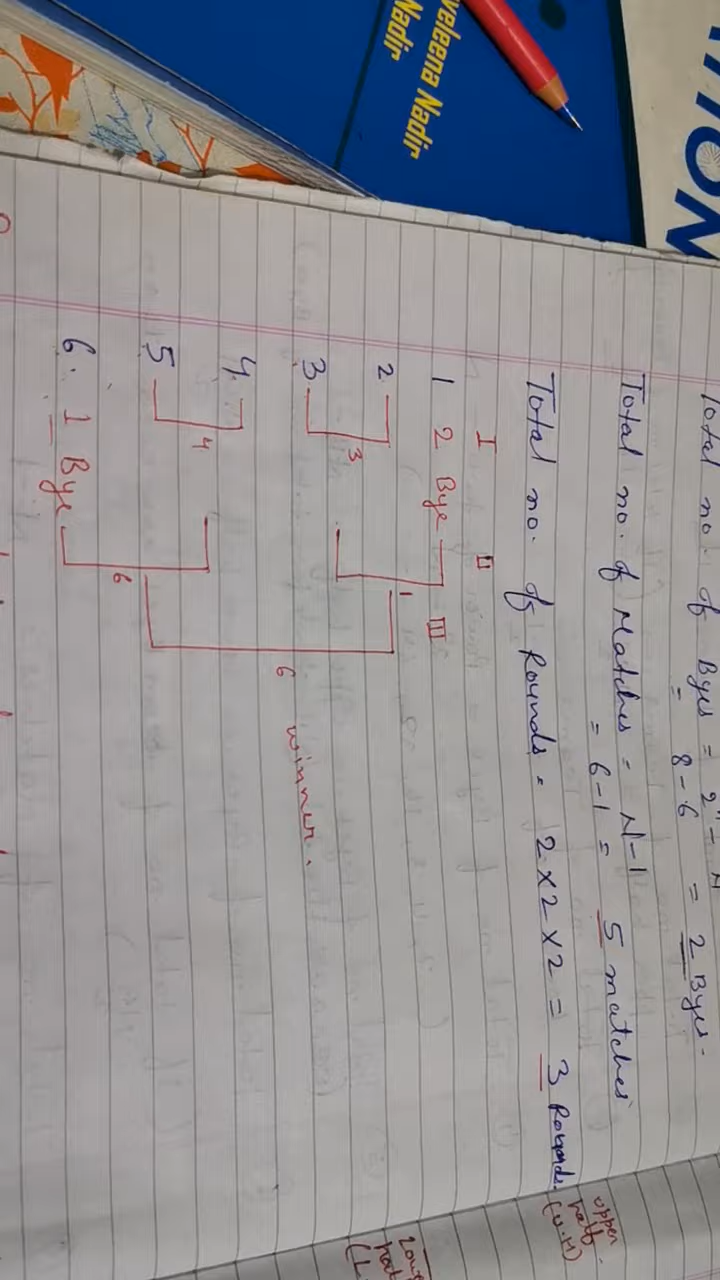 Total no. of Byes = 2ⁿ - N
= 8 - 6 = 2 Byes.
Total no. of Matches = N-1
= 6-1 = 5 matches
Total no. of Rounds = 2×2×2 = 3 Rounds.
I II III
1 2 Bye
1
2
3
3
6 winner.
4
4
5
6
6. 1 Bye
upper
half
(U.H)
half
veleena Nadir
Nadir